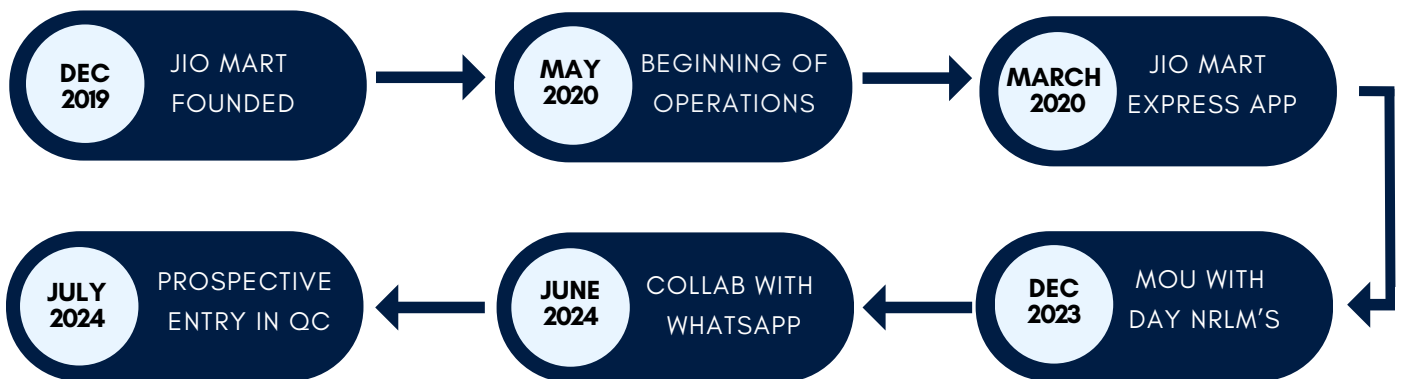 DEC
2019
JIO MART
FOUNDED
MAY
2020
BEGINNING OF
OPERATIONS
MARCH
2020
JIO MART
EXPRESS APP
DEC
2023
MOU WITH
DAY NRLM'S
JUNE
2024
COLLAB WITH
WHATSAPP
JULY
2024
PROSPECTIVE
ENTRY IN QC